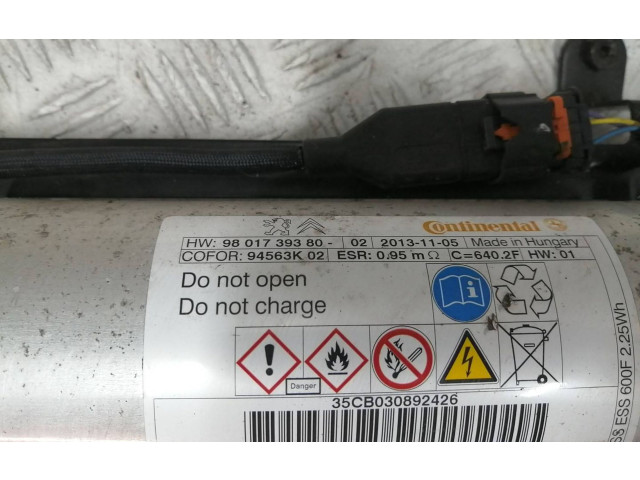 Continental
HW: 98 017 393 80 - 02 2013-11-05 Made in Hungary
COFOR: 94563K 02 ESR: 0.95 mΩ C=640.2F HW: 01
Do not open
Do not charge
Danger
35CB030892426
ESS 600F 2.25Wh